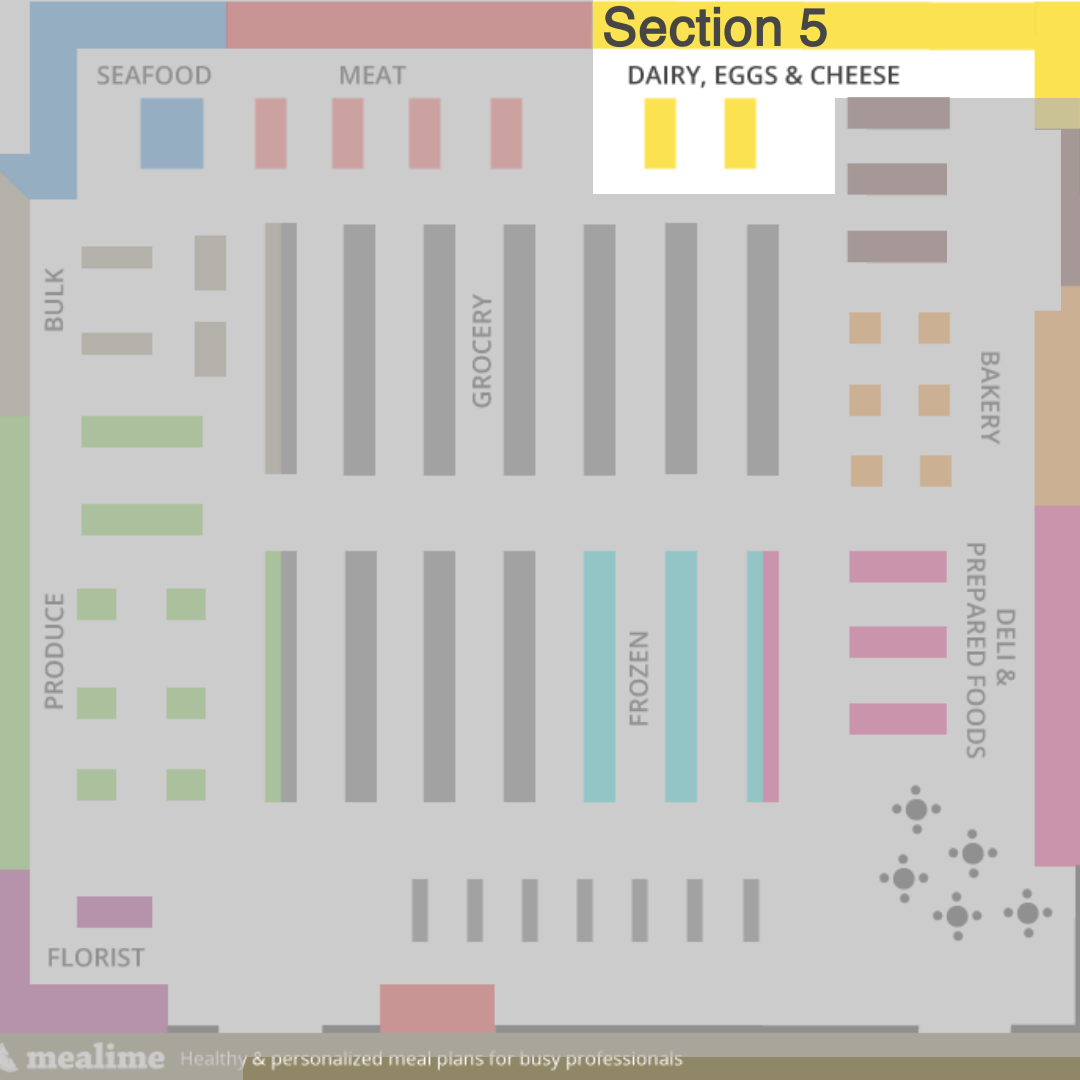 Section 5
SEAFOOD
MEAT
DAIRY, EGGS & CHEESE
BULK
GROCERY
BAKERY
PRODUCE
FROZEN
DELI &
PREPARED FOODS
FLORIST
mealime
Healthy & personalized meal plans for busy professionals